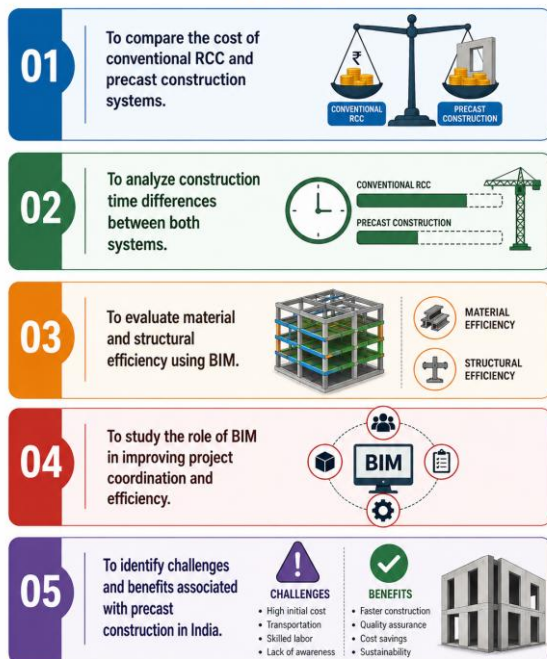 01
To compare the cost of
conventional RCC and
precast construction
systems.
₹
CONVENTIONAL
RCC
PRECAST
CONSTRUCTION
02
To analyze construction
time differences
between both
systems.
CONVENTIONAL RCC
PRECAST CONSTRUCTION
03
To evaluate material
and structural
efficiency using BIM.
MATERIAL
EFFICIENCY
STRUCTURAL
EFFICIENCY
04
To study the role of BIM
in improving project
coordination and
efficiency.
BIM
05
To identify challenges
and benefits associated
with precast
construction in India.
CHALLENGES
• High initial cost
• Transportation
• Skilled labor
• Lack of awareness
BENEFITS
• Faster construction
• Quality assurance
• Cost savings
• Sustainability